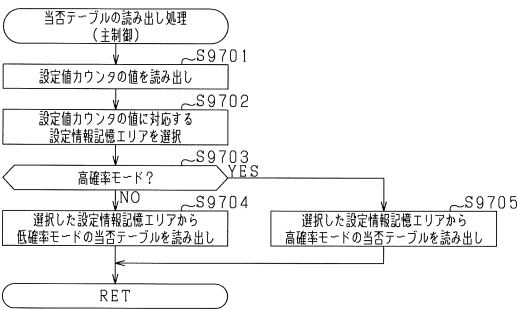 当否テーブルの読み出し処理
(主制御)
S9701
設定値カウンタの値を読み出し
S9702
設定値カウンタの値に対応する
設定情報記憶エリアを選択
S9703
高確率モード?
YES
NO
S9704
選択した設定情報記憶エリアから
低確率モードの当否テーブルを読み出し
S9705
選択した設定情報記憶エリアから
高確率モードの当否テーブルを読み出し
RET